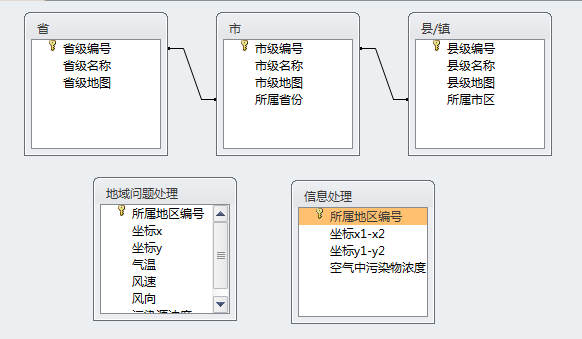 省
省级编号
省级名称
省级地图
市
市级编号
市级名称
市级地图
所属省份
县/镇
县级编号
县级名称
县级地图
所属市区
地域问题处理
所属地区编号
坐标x
坐标y
气温
风速
风向
信息处理
所属地区编号
坐标x1-x2
坐标y1-y2
空气中污染物浓度